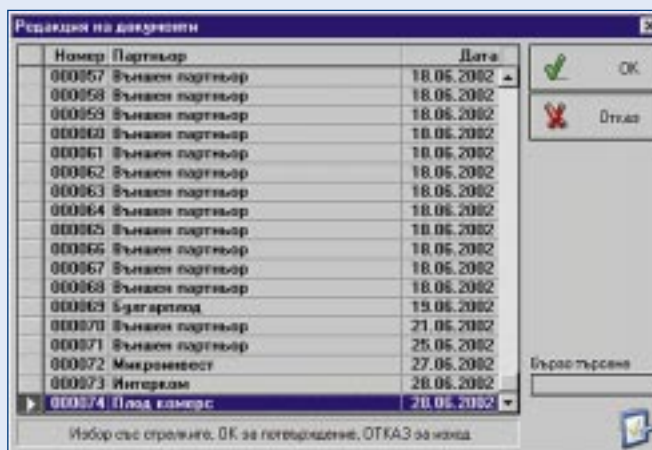 Редакция на документи
Номер Партньор Дата
000057 Външен партньор 18.06.2002
000058 Външен партньор 18.06.2002
000059 Външен партньор 18.06.2002
000060 Външен партньор 18.06.2002
000061 Външен партньор 18.06.2002
000062 Външен партньор 18.06.2002
000063 Външен партньор 18.06.2002
000064 Външен партньор 18.06.2002
000065 Външен партньор 18.06.2002
000066 Външен партньор 18.06.2002
000067 Външен партньор 18.06.2002
000068 Външен партньор 18.06.2002
000069 Булгарплод 19.06.2002
000070 Външен партньор 21.06.2002
000071 Външен партньор 25.06.2002
000072 Микроинвест 27.06.2002
000073 Интерком 28.06.2002
000074 Плод комерс 28.06.2002
Избор със стрелките, OK за потвърждение, ОТКАЗ за изход
OK
Отказ
Бързо търсене